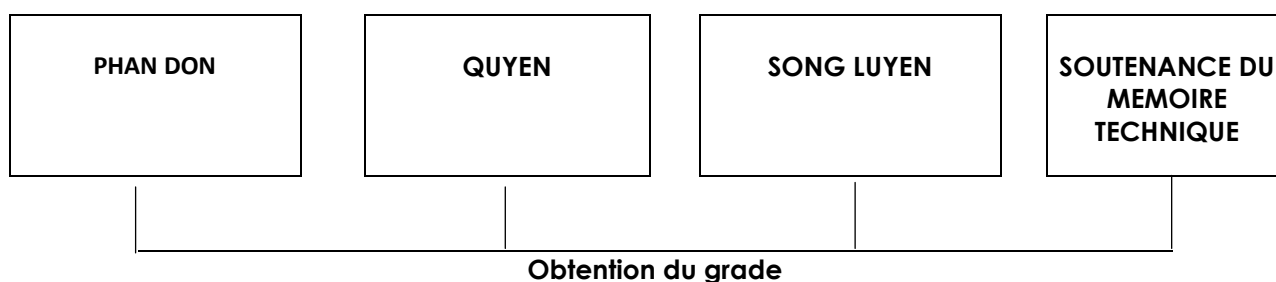 PHAN DON
QUYEN
SONG LUYEN
SOUTENANCE DU
MEMOIRE
TECHNIQUE
Obtention du grade